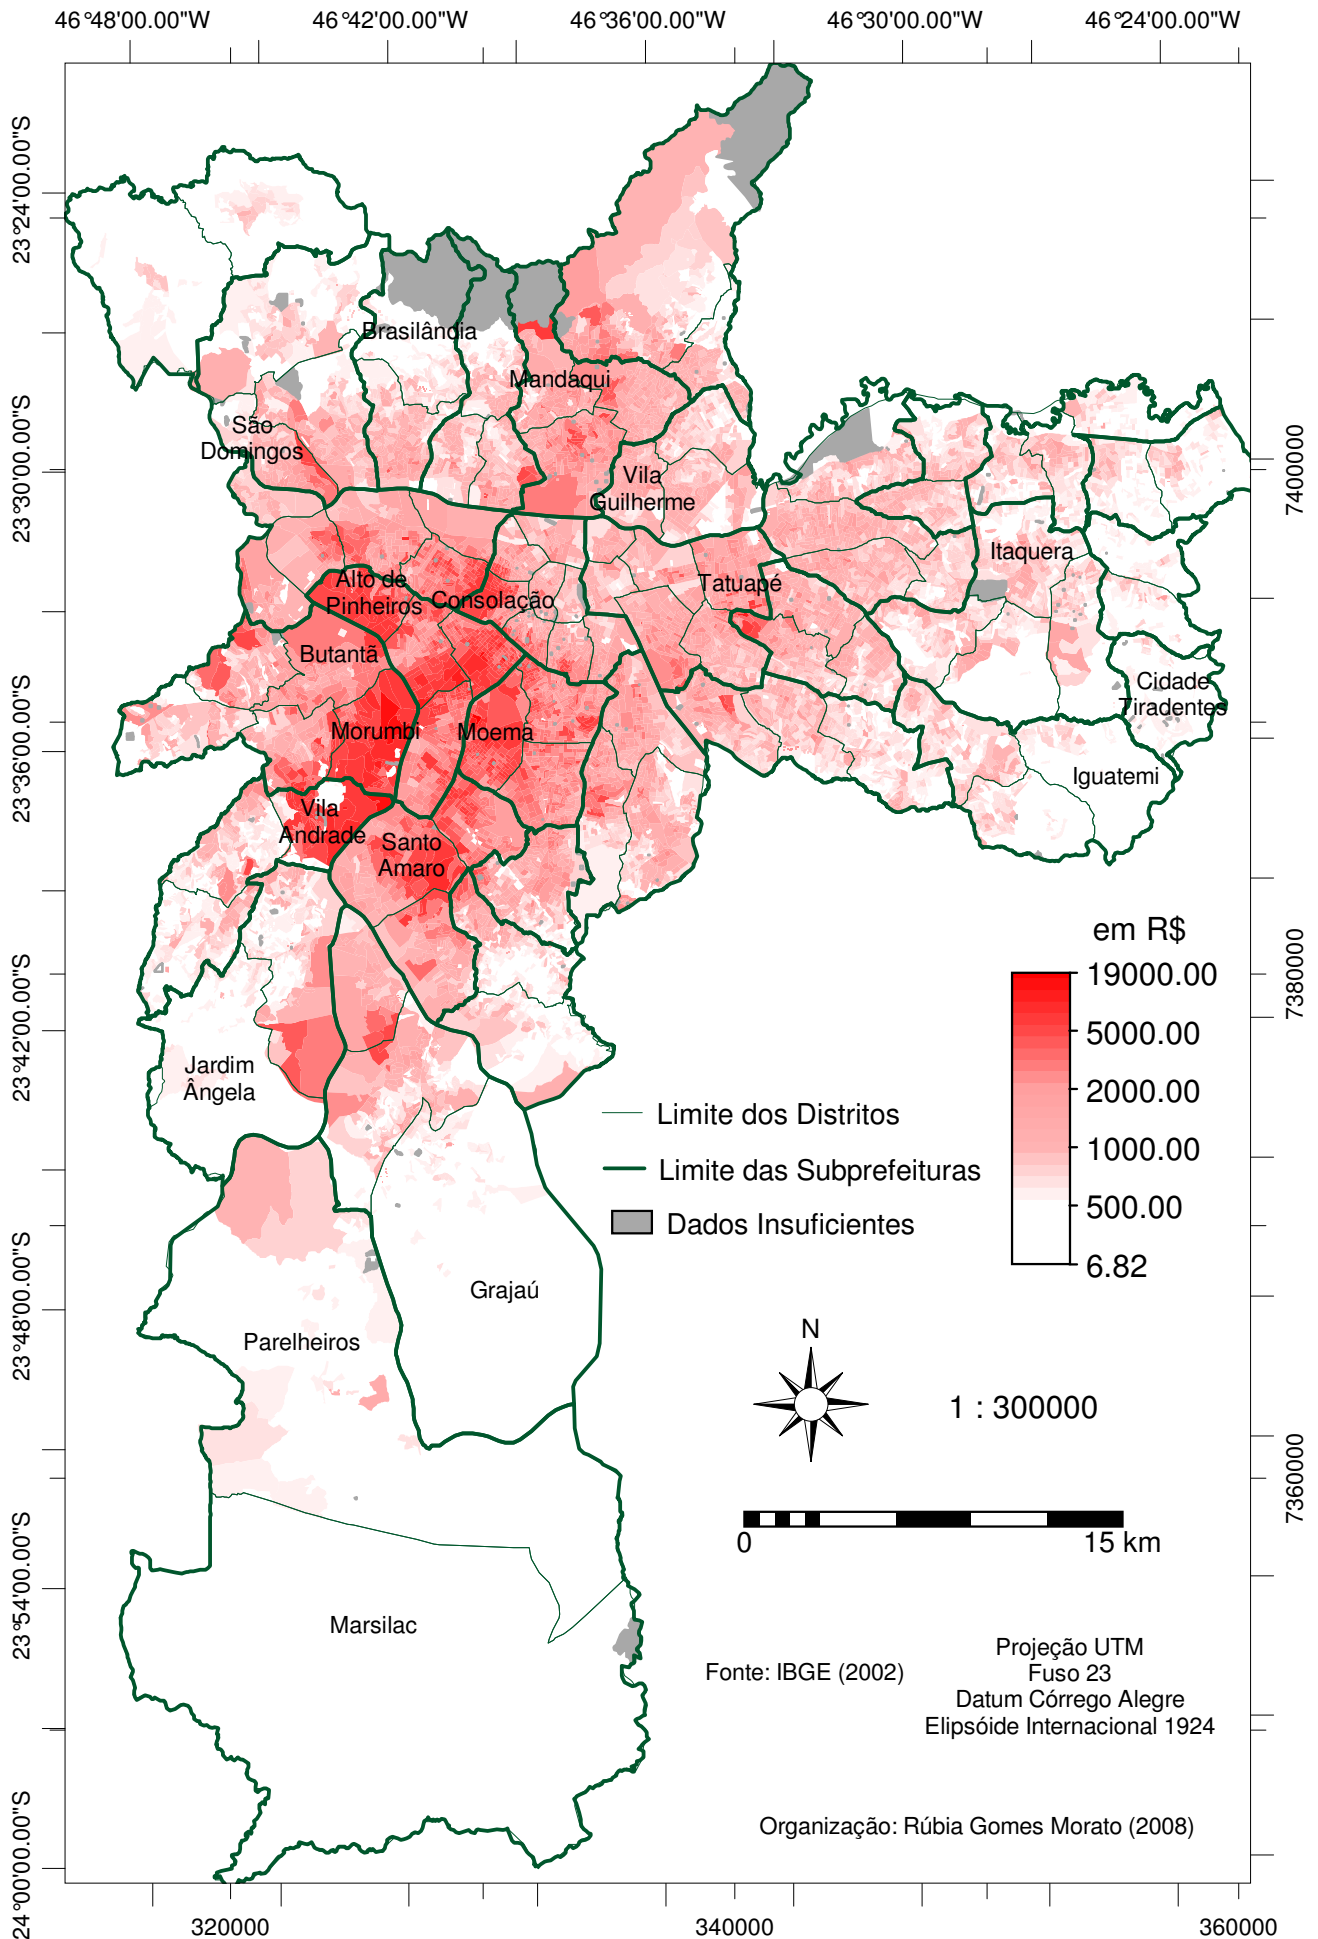 46°48'00.00"W
46°42'00.00"W
46°36'00.00"W
46°30'00.00"W
46°24'00.00"W
23°24'00.00"S
23°30'00.00"S
23°36'00.00"S
23°42'00.00"S
23°48'00.00"S
23°54'00.00"S
24°00'00.00"S
7400000
7380000
7360000
Brasilândia
Mandaqui
São
Domingos
Vila
Guilherme
Itaquera
Alto de
Pinheiros
Consolação
Tatuapé
Butantã
Cidade
Tiradentes
Morumbi
Moema
Iguatemi
Vila
Andrade
Santo
Amaro
Jardim
Ângela
Grajaú
Parelheiros
Marsilac
em R$
19000.00
5000.00
2000.00
1000.00
500.00
6.82
Limite dos Distritos
Limite das Subprefeituras
Dados Insuficientes
N
1 : 300000
0
15 km
Fonte: IBGE (2002)
Projeção UTM
Fuso 23
Datum Córrego Alegre
Elipsóide Internacional 1924
Organização: Rúbia Gomes Morato (2008)
320000
340000
360000